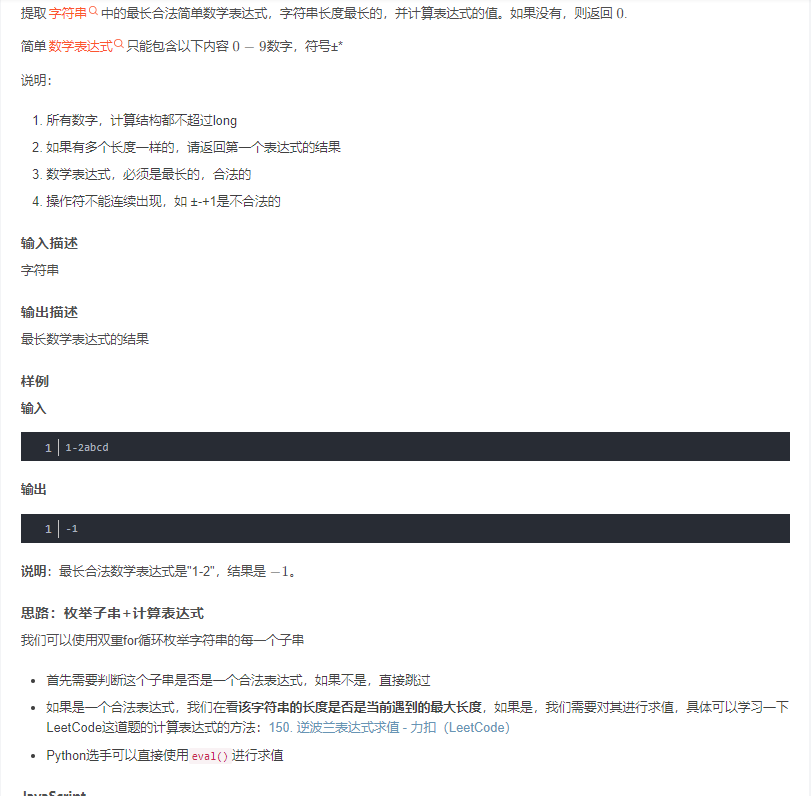 提取字符串中的最长合法简单数学表达式，字符串长度最长的，并计算表达式的值。如果没有，则返回 0.
简单数学表达式只能包含以下内容 0 − 9数字，符号±*
说明：
1. 所有数字，计算结构都不超过long
2. 如果有多个长度一样的，请返回第一个表达式的结果
3. 数学表达式，必须是最长的，合法的
4. 操作符不能连续出现，如 ±-+1是不合法的
输入描述
字符串
输出描述
最长数学表达式的结果
样例
输入
1 1-2abcd
输出
1 -1
说明：最长合法数学表达式是"1-2"，结果是 −1。
思路：枚举子串+计算表达式
我们可以使用双重for循环枚举字符串的每一个子串
• 首先需要判断这个子串是否是一个合法表达式，如果不是，直接跳过
• 如果是一个合法表达式，我们在看该字符串的长度是否是当前遇到的最大长度，如果是，我们需要对其进行求值，具体可以学习一下
LeetCode这道题的计算表达式的方法：150. 逆波兰表达式求值 - 力扣（LeetCode）
• Python选手可以直接使用 eval() 进行求值
JavaScript